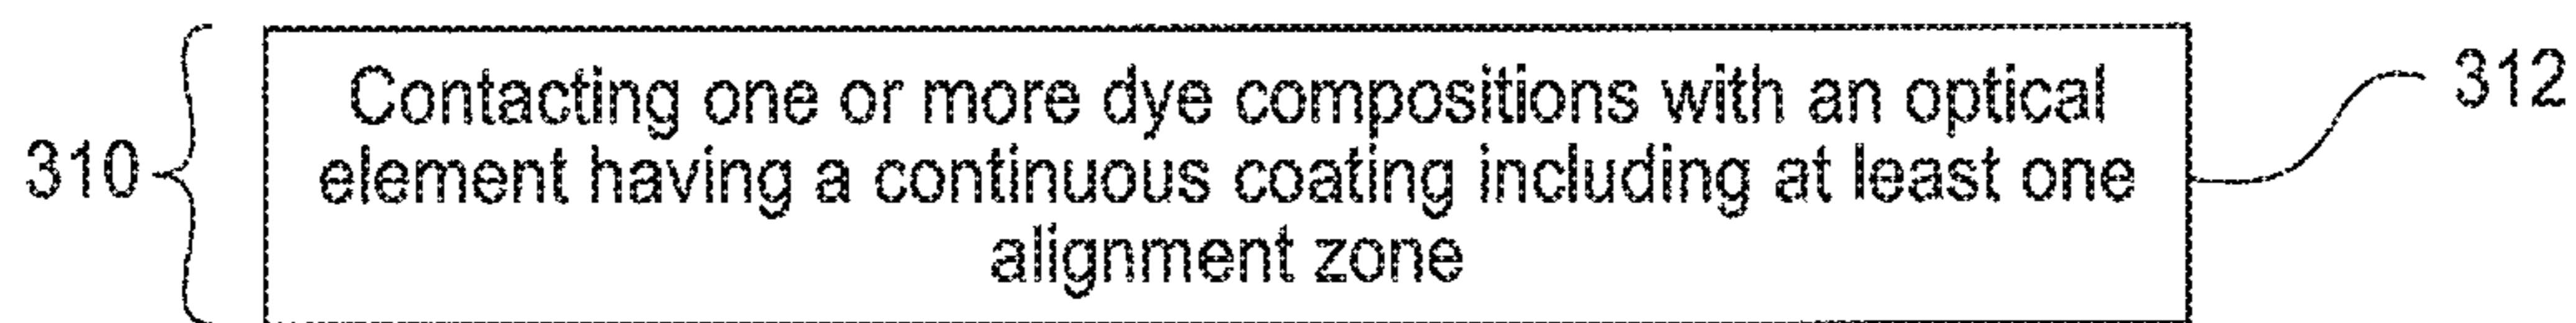 312
Contacting one or more dye compositions with an optical
310
element having a continuous coating including at least one
alignment zone